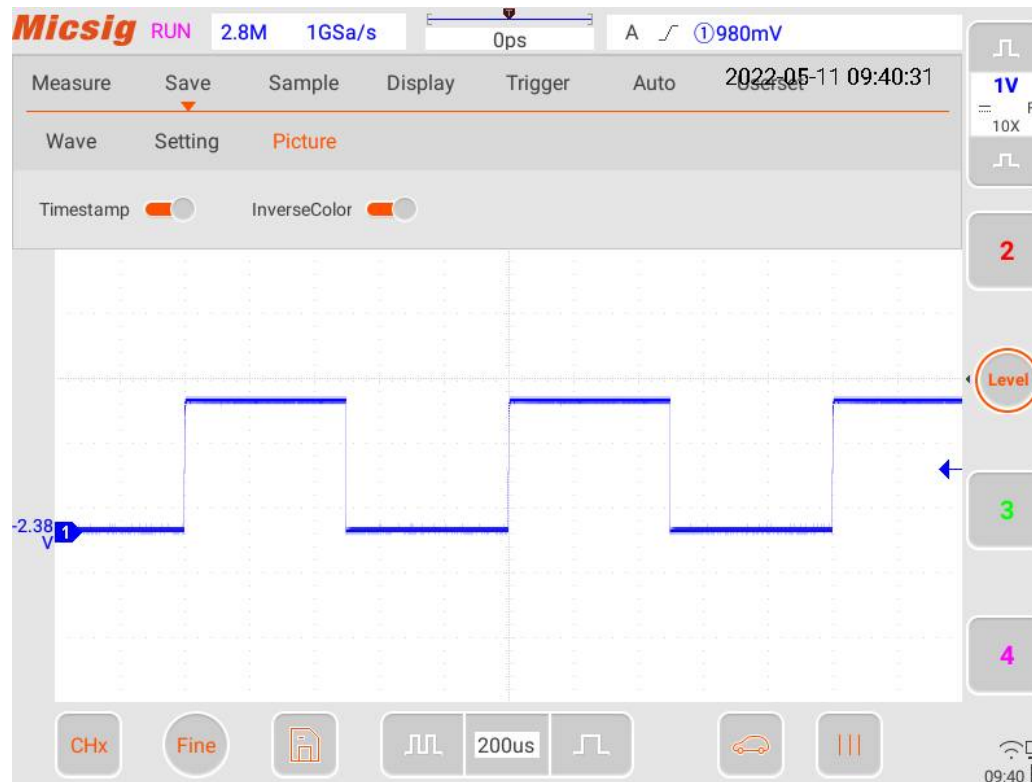 Micsig RUN 2.8M 1GSa/s 0ps A ①980mV
Measure Save Sample Display Trigger Auto Userset 2022-05-11 09:40:31
1V
10X
Wave Setting Picture
Timestamp InverseColor
2
Level
3
-2.38
V
1
4
CHx Fine 200us
09:40